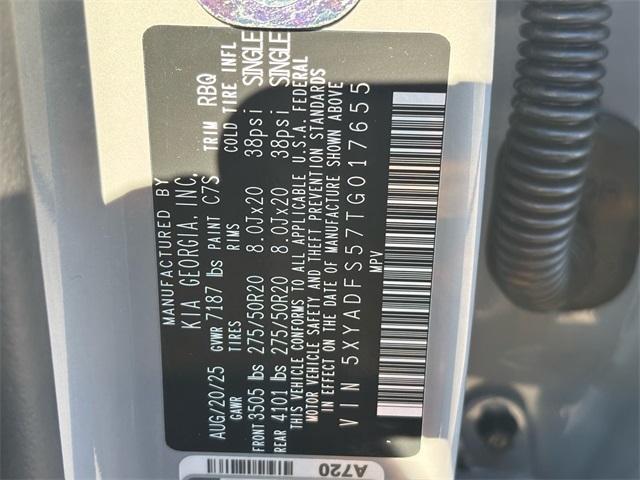 MANUFACTURED BY
KIA GEORGIA, INC.
AUG/20/25 GVWR 7187 lbs PAINT C7S TRIM RBQ
GAWR TIRES RIMS COLD TIRE INFL
FRONT 3505 lbs 275/50R20 8.0Jx20 38psi SINGLE
REAR 4101 lbs 275/50R20 8.0Jx20 38psi SINGLE
THIS VEHICLE CONFORMS TO ALL APPLICABLE U.S.A. FEDERAL
MOTOR VEHICLE SAFETY AND THEFT PREVENTION STANDARDS
IN EFFECT ON THE DATE OF MANUFACTURE SHOWN ABOVE
VIN 5XYADFS57TG017655
MPV
A720